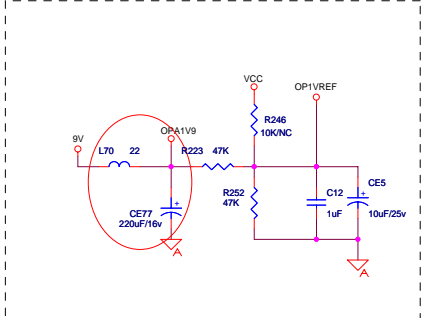 VCC
OP1VREF
R246
10K/NC
9V
L70 22
OPA1V9
R223 47K
R252
47K
C12
1uF
CE5
10uF/25v
CE77
220uF/16v
A
A